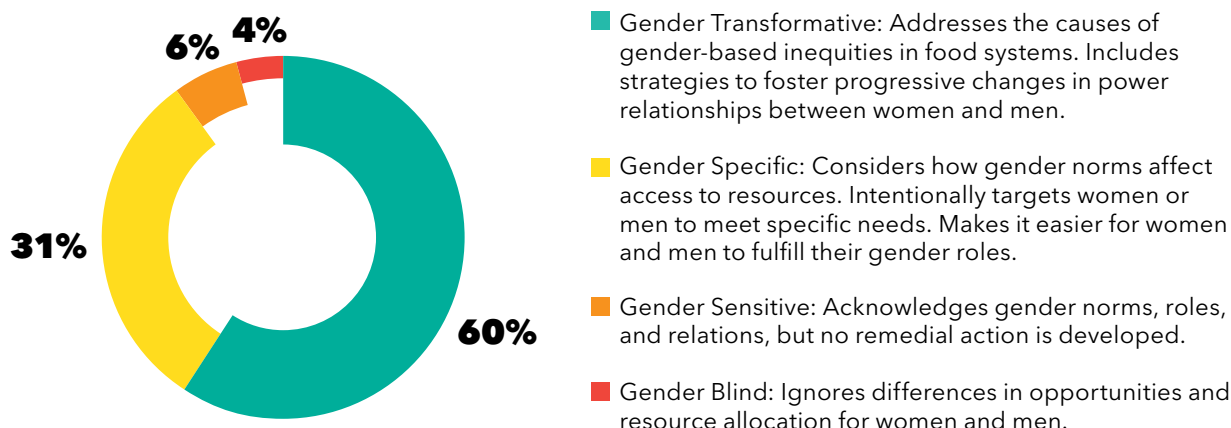 4%
6%
31%
60%
Gender Transformative: Addresses the causes of
gender-based inequities in food systems. Includes
strategies to foster progressive changes in power
relationships between women and men.
Gender Specific: Considers how gender norms affect
access to resources. Intentionally targets women or
men to meet specific needs. Makes it easier for women
and men to fulfill their gender roles.
Gender Sensitive: Acknowledges gender norms, roles,
and relations, but no remedial action is developed.
Gender Blind: Ignores differences in opportunities and
resource allocation for women and men.